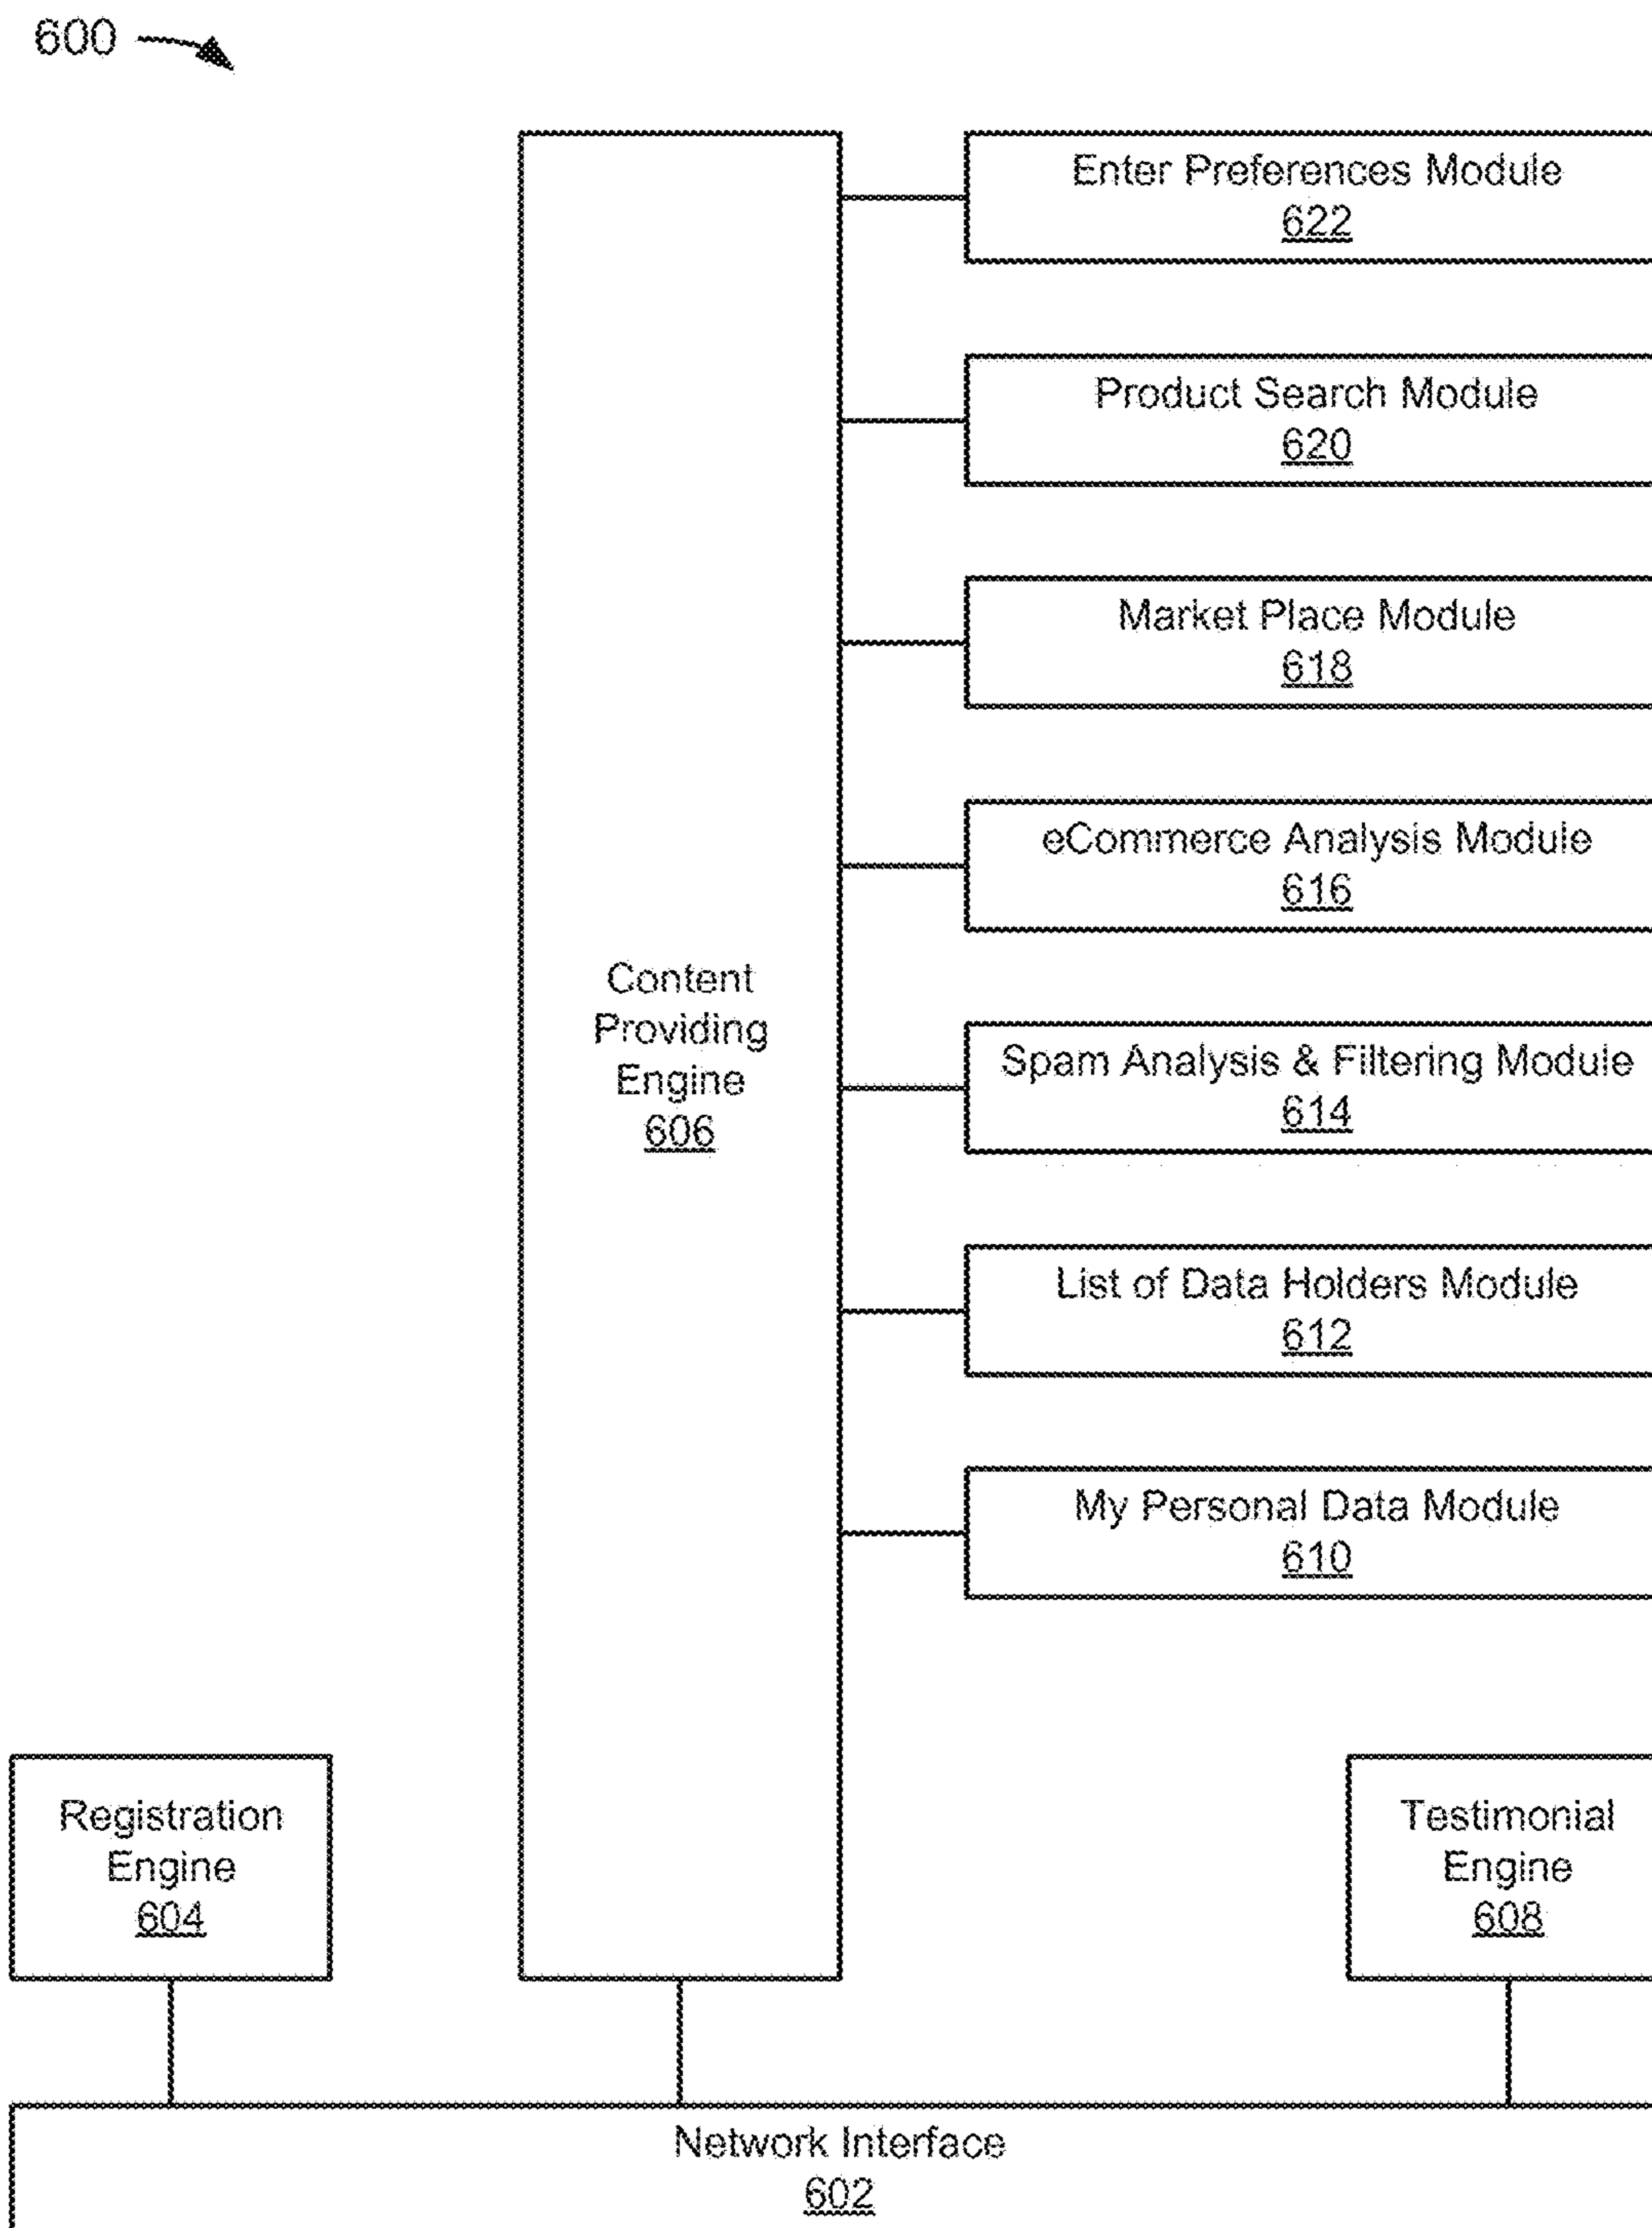 600
Enter Preferences Module
622
Product Search Module
620
Market Place Module
618
eCommerce Analysis Module
616
Content
Providing
Engine
606
Spam Analysis & Filtering Module
614
List of Data Holders Module
612
My Personal Data Module
610
Registration
Engine
604
Testimonial
Engine
608
Network Interface
602